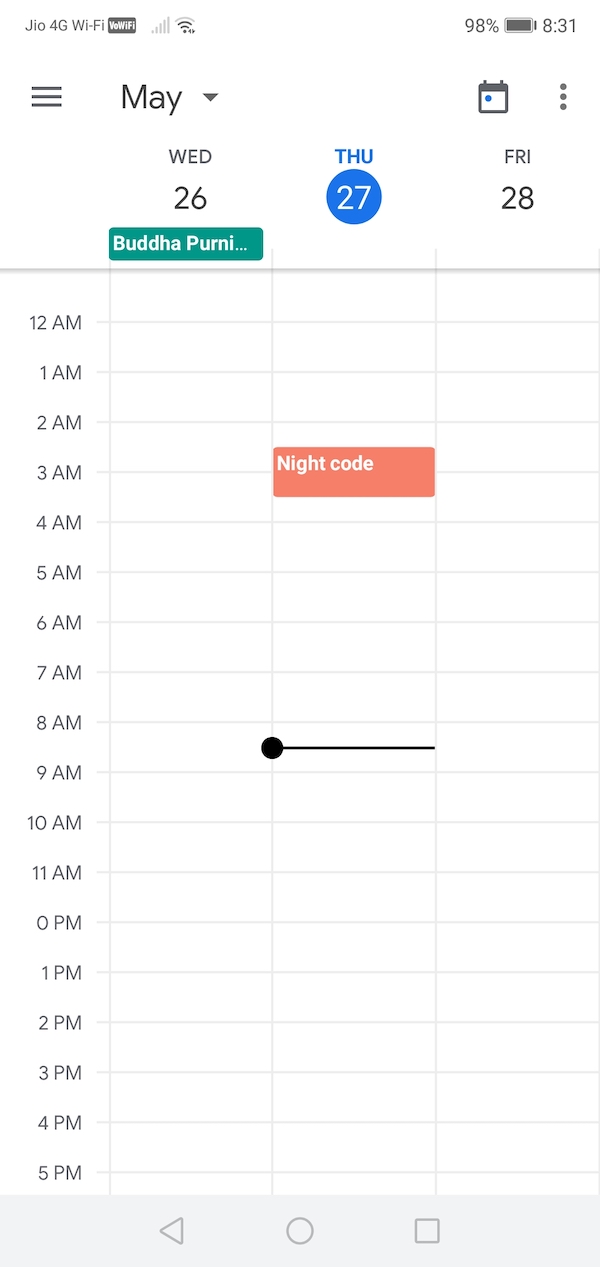 Jio 4G Wi-Fi VoWiFi 98% 8:31
May
WED THU FRI
26 27 28
Buddha Purni...
12 AM
1 AM
2 AM
Night code
3 AM
4 AM
5 AM
6 AM
7 AM
8 AM
9 AM
10 AM
11 AM
0 PM
1 PM
2 PM
3 PM
4 PM
5 PM